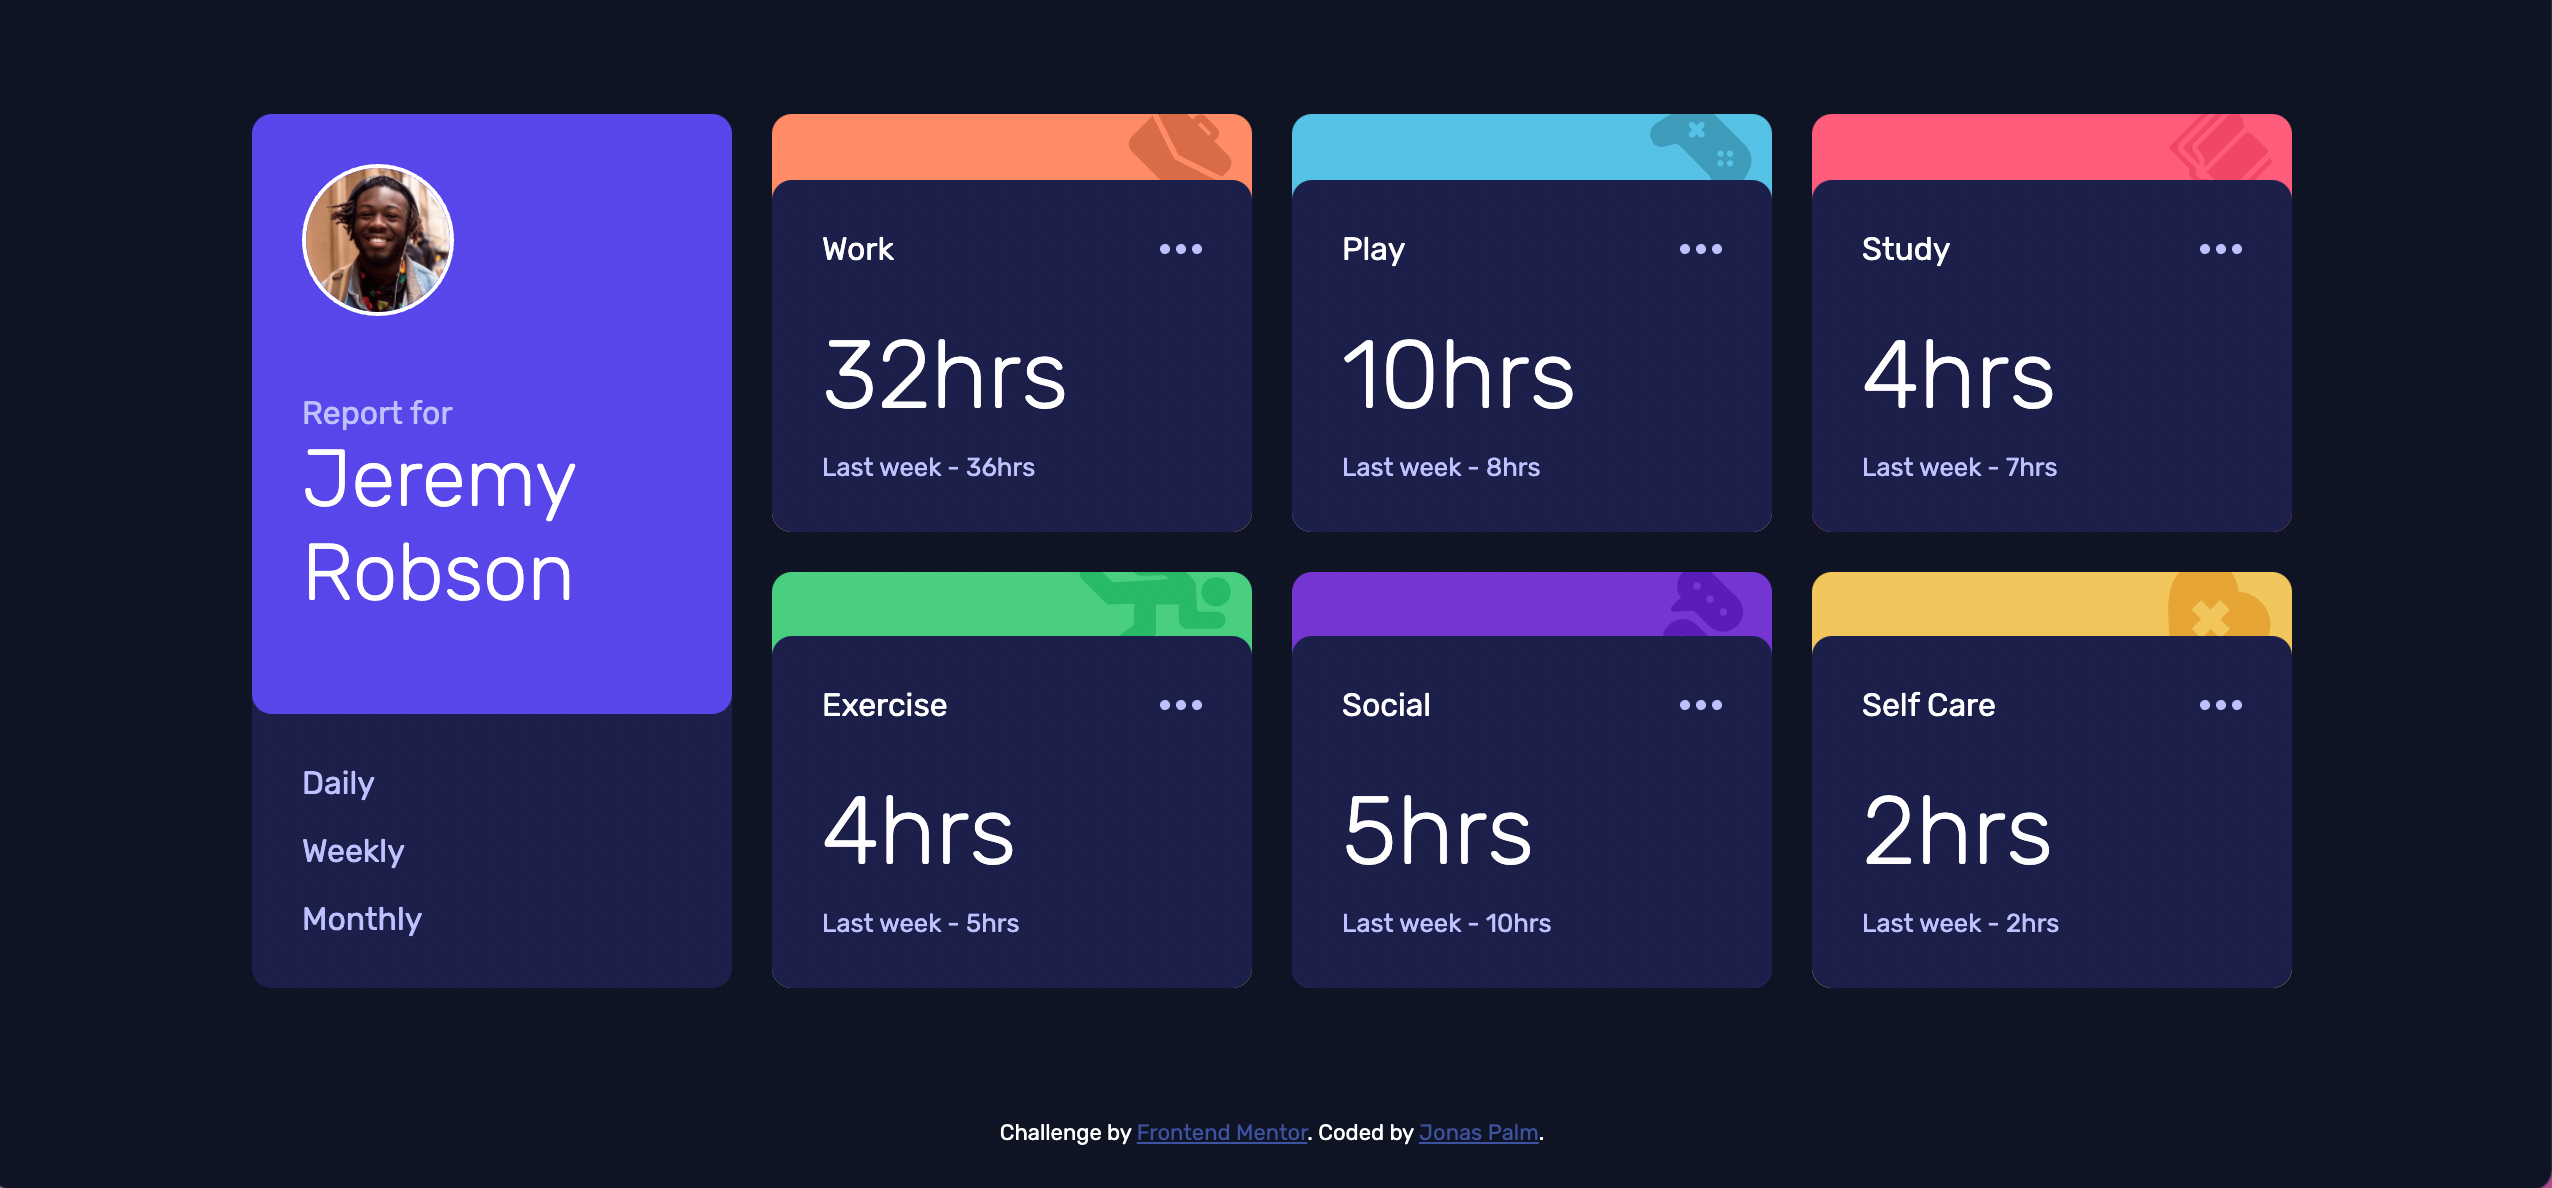 Report for
Jeremy
Robson
Daily
Weekly
Monthly
Work
32hrs
Last week - 36hrs
Play
10hrs
Last week - 8hrs
Study
4hrs
Last week - 7hrs
Exercise
4hrs
Last week - 5hrs
Social
5hrs
Last week - 10hrs
Self Care
2hrs
Last week - 2hrs
Challenge by Frontend Mentor. Coded by Jonas Palm.